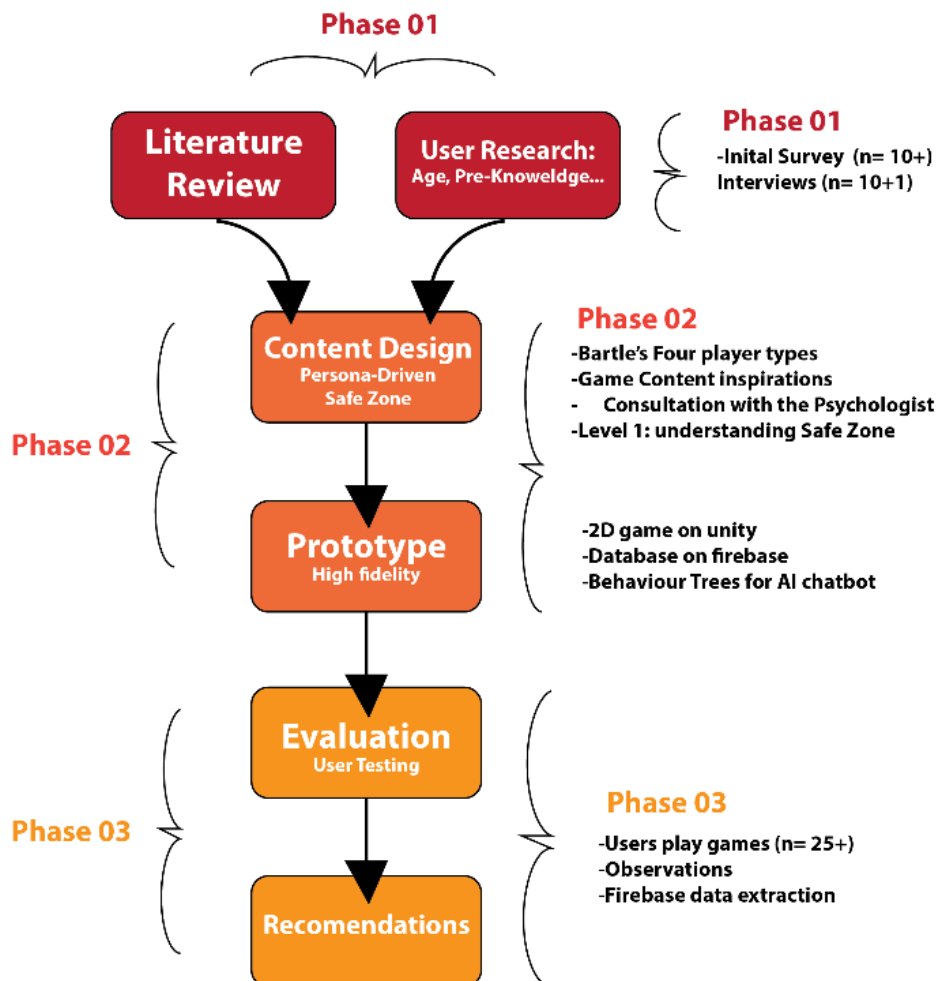 Phase 01
Literature
Review
User Research:
Age, Pre-Knoweldge...
Phase 01
-Inital Survey (n= 10+)
Interviews (n= 10+1)
Content Design
Persona-Driven
Safe Zone
Phase 02
Phase 02
-Bartle's Four player types
-Game Content inspirations
- Consultation with the Psychologist
-Level 1: understanding Safe Zone
Prototype
High fidelity
-2D game on unity
-Database on firebase
-Behaviour Trees for AI chatbot
Evaluation
User Testing
Phase 03
Phase 03
-Users play games (n= 25+)
-Observations
-Firebase data extraction
Recomendations